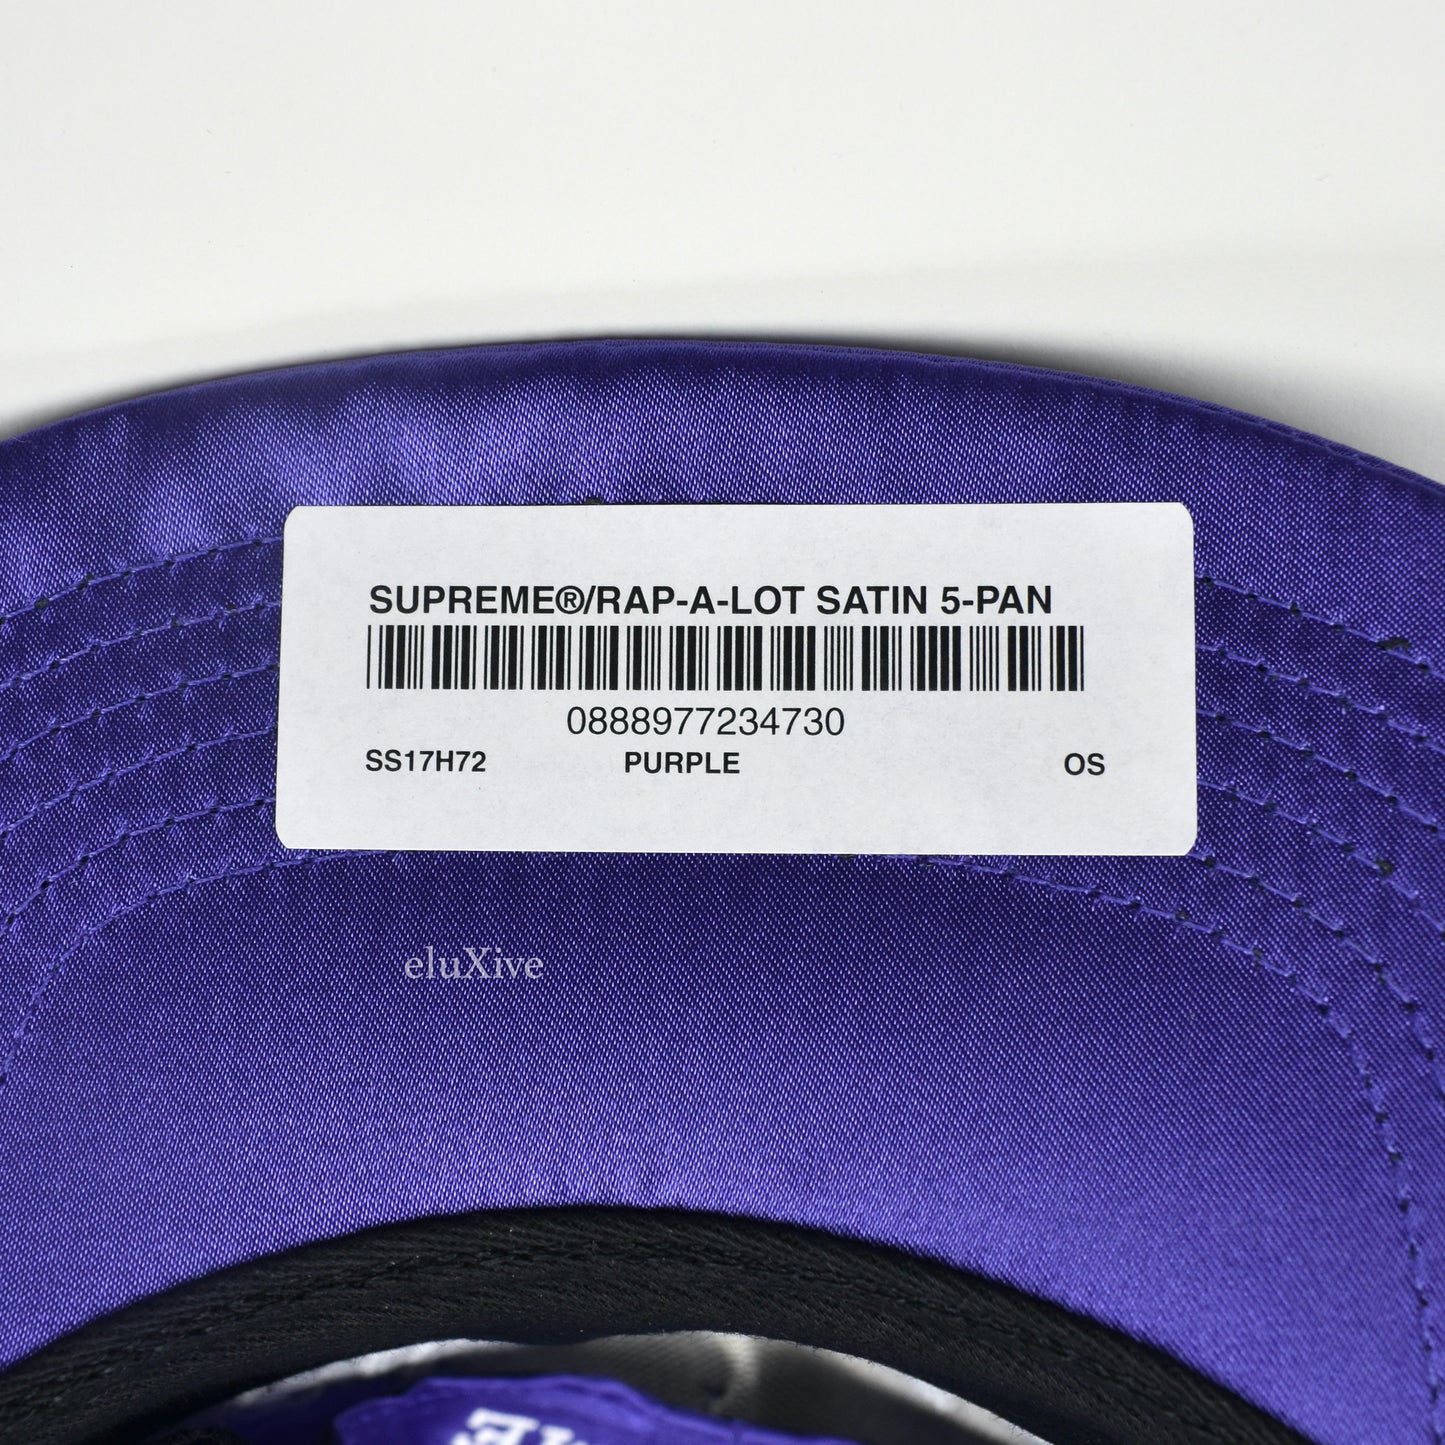 SUPREME®/RAP-A-LOT SATIN 5-PAN
0888977234730
SS17H72 PURPLE OS
eluXive